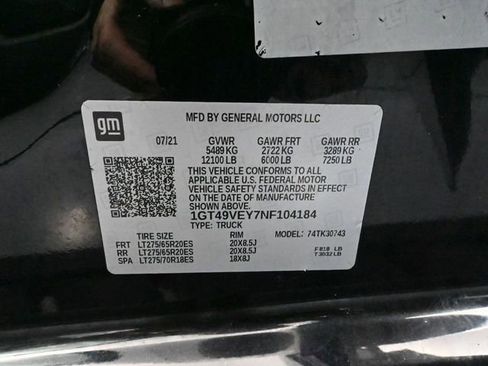 gm
MFD BY GENERAL MOTORS LLC
07/21 GVWR GAWR FRT GAWR RR
5489 KG 2722 KG 3289 KG
12100 LB 6000 LB 7250 LB
THIS VEHICLE CONFORMS TO ALL
APPLICABLE U.S. FEDERAL MOTOR
VEHICLE SAFETY STANDARDS IN EFFECT
ON THE DATE OF MANUFACTURE SHOWN ABOVE.
1GT49VEY7NF104184
TYPE: TRUCK
TIRE SIZE RIM MODEL: 74TK30743
FRT LT275/65R20ES 20X8.5J
RR LT275/65R20ES 20X8.5J
SPA LT275/70R18ES 18X8J